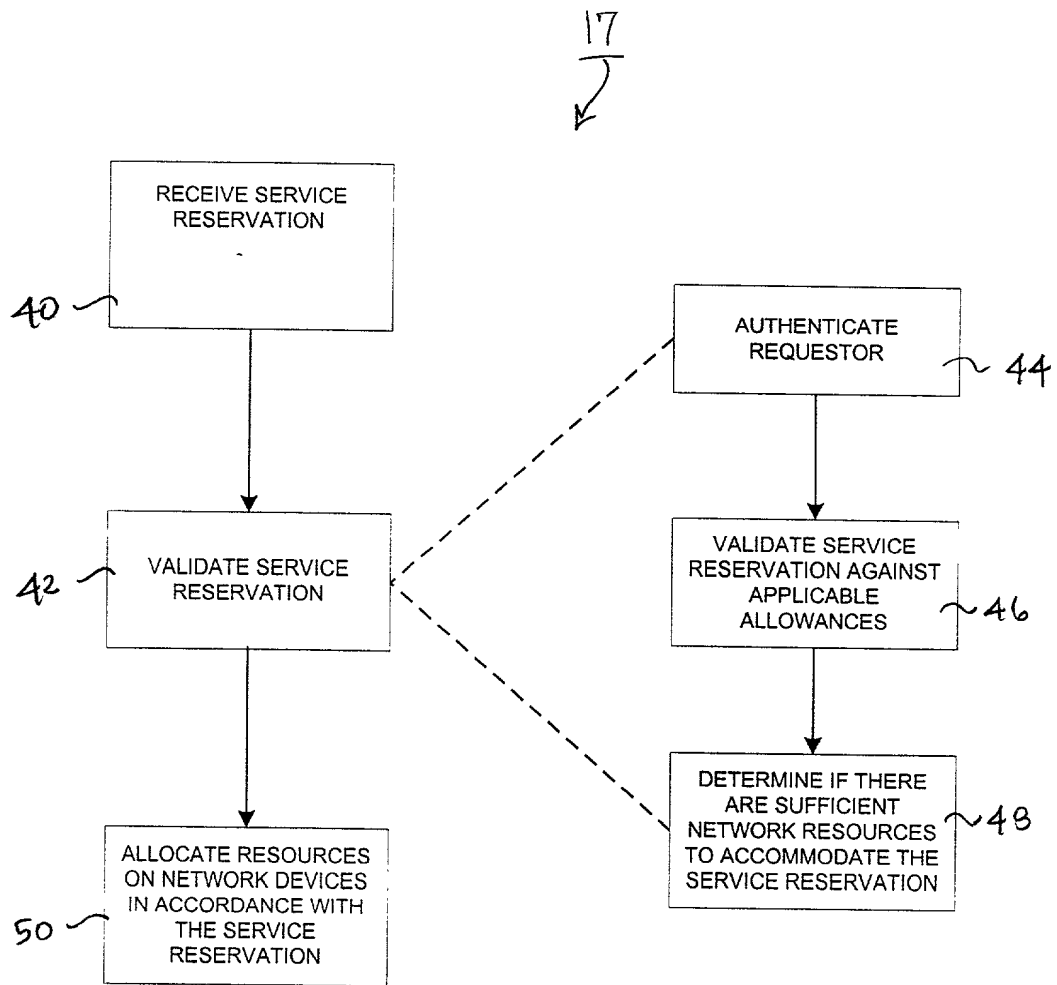 17
RECEIVE SERVICE
RESERVATION
40
AUTHENTICATE
REQUESTOR
44
VALIDATE SERVICE
RESERVATION
42
VALIDATE SERVICE
RESERVATION AGAINST
APPLICABLE
ALLOWANCES
46
DETERMINE IF THERE
ARE SUFFICIENT
NETWORK RESOURCES
TO ACCOMMODATE THE
SERVICE RESERVATION
48
ALLOCATE RESOURCES
ON NETWORK DEVICES
IN ACCORDANCE WITH
THE SERVICE
RESERVATION
50